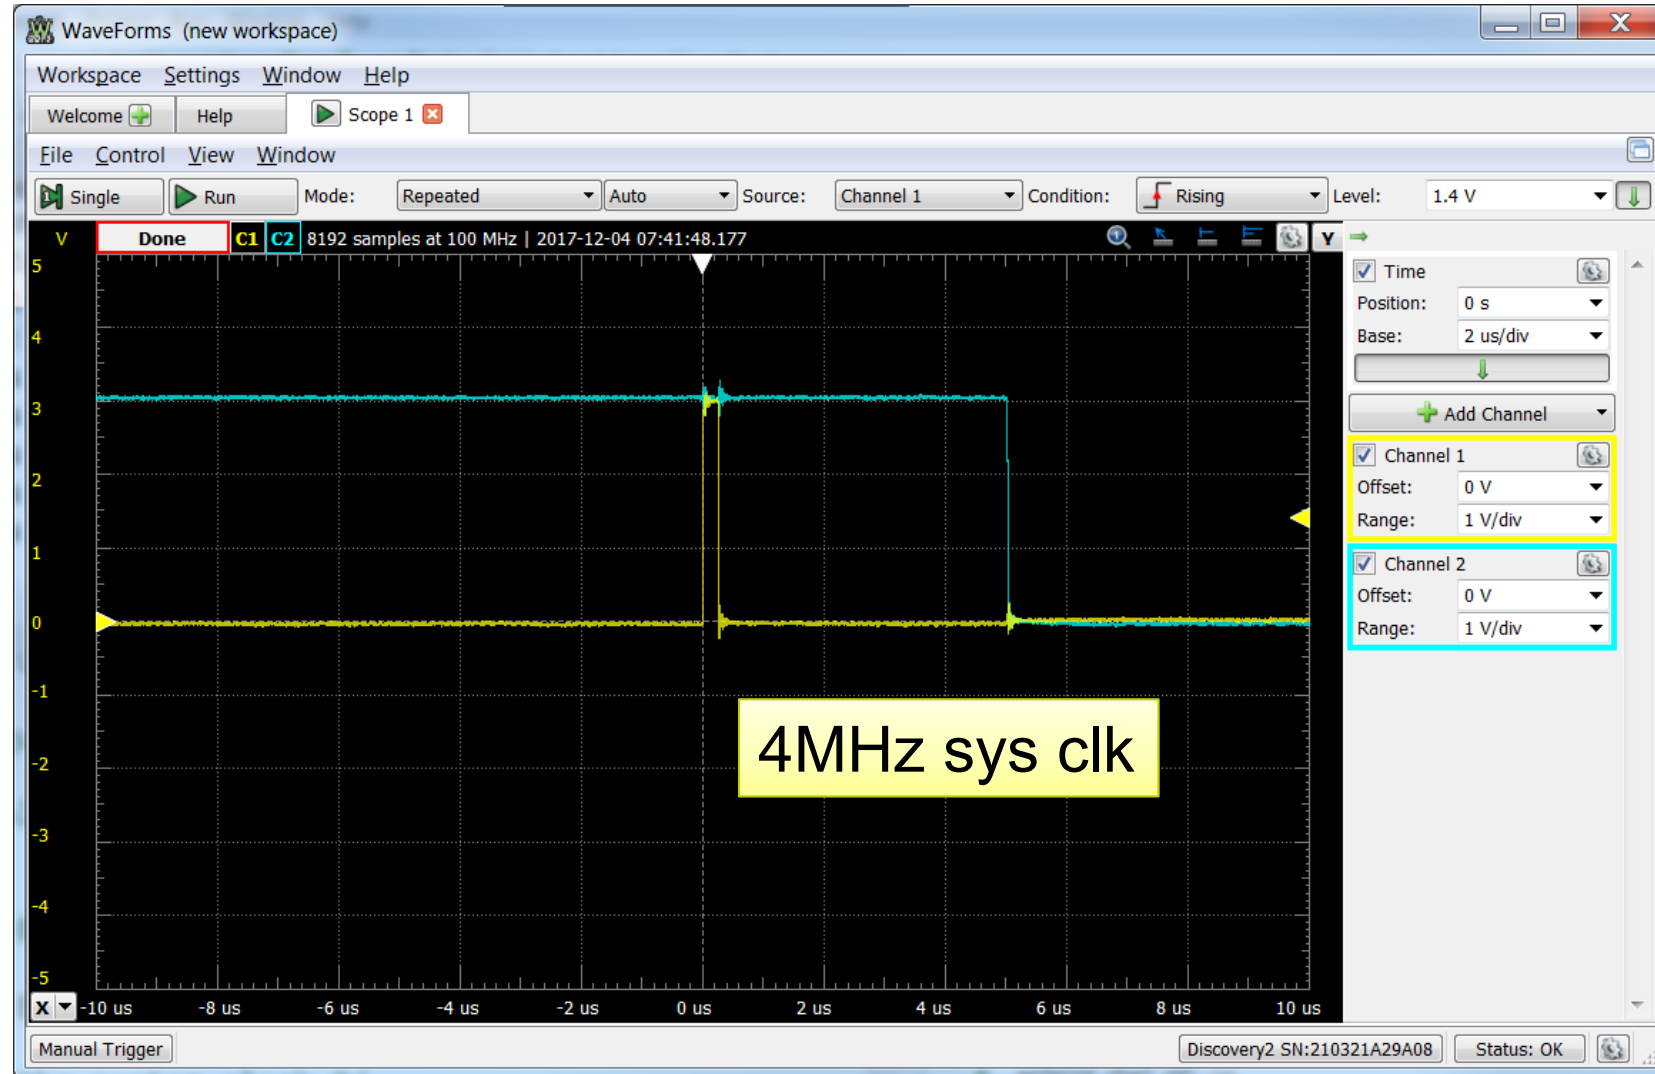 WaveForms (new workspace)
Workspace Settings Window Help
Welcome Help Scope 1
File Control View Window
Single Run Mode: Repeated Auto Source: Channel 1 Condition: Rising Level: 1.4 V
V Done C1 C2 8192 samples at 100 MHz | 2017-12-04 07:41:48.177 Y
5
4
3
2
1
0
-1
-2
-3
-4
-5
4MHz sys clk
X -10 us -8 us -6 us -4 us -2 us 0 us 2 us 4 us 6 us 8 us 10 us
Time
Position: 0 s
Base: 2 us/div
Add Channel
Channel 1
Offset: 0 V
Range: 1 V/div
Channel 2
Offset: 0 V
Range: 1 V/div
Manual Trigger Discovery2 SN:210321A29A08 Status: OK